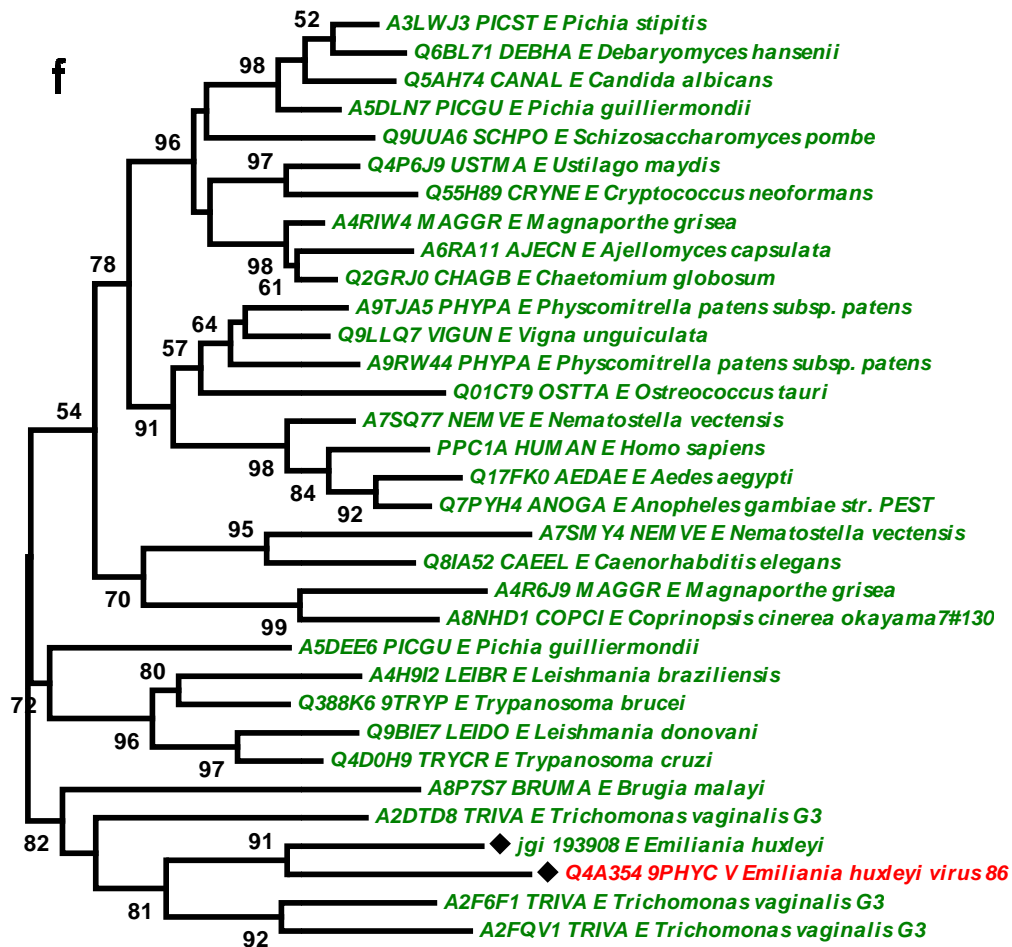 52
A3LWJ3 PICST E Pichia stipitis
Q6BL71 DEBHA E Debaryomyces hansenii
f
98
Q5AH74 CANAL E Candida albicans
A5DLN7 PICGU E Pichia guilliermondii
96
Q9UUA6 SCHPO E Schizosaccharomyces pombe
97
Q4P6J9 USTMA E Ustilago maydis
Q55H89 CRYNE E Cryptococcus neoformans
A4RIW4 MAGGR E Magnaporthe grisea
A6RA11 AJECN E Ajellomyces capsulata
78
98
Q2GRJ0 CHAGB E Chaetomium globosum
61
A9TJA5 PHYPA E Physcomitrella patens subsp. patens
64
Q9LLQ7 VIGUN E Vigna unguiculata
57
A9RW44 PHYPA E Physcomitrella patens subsp. patens
Q01CT9 OSTTA E Ostreococcus tauri
54
91
A7SQ77 NEMVE E Nematostella vectensis
PPC1A HUMAN E Homo sapiens
98
Q17FK0 AEDAE E Aedes aegypti
84
92
Q7PYH4 ANOGA E Anopheles gambiae str. PEST
95
A7SMY4 NEMVE E Nematostella vectensis
Q8IA52 CAEEL E Caenorhabditis elegans
70
A4R6J9 MAGGR E Magnaporthe grisea
99
A8NHD1 COPCI E Coprinopsis cinerea okayama7#130
A5DEE6 PICGU E Pichia guilliermondii
80
A4H9I2 LEIBR E Leishmania braziliensis
72
Q388K6 9TRYP E Trypanosoma brucei
96
Q9BIE7 LEIDO E Leishmania donovani
97
Q4D0H9 TRYCR E Trypanosoma cruzi
A8P7S7 BRUMA E Brugia malayi
A2DTD8 TRIVA E Trichomonas vaginalis G3
82
91
jgi 193908 E Emiliania huxleyi
Q4A354 9PHYC V Emiliania huxleyi virus 86
81
A2F6F1 TRIVA E Trichomonas vaginalis G3
92
A2FQV1 TRIVA E Trichomonas vaginalis G3